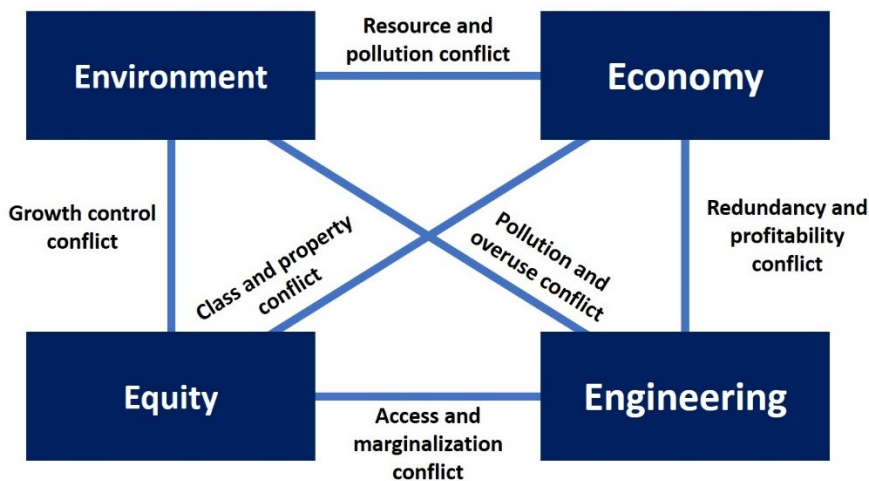 Resource and
pollution conflict
Environment
Economy
Growth control
conflict
Class and property
conflict
Pollution and
overuse conflict
Redundancy and
profitability
conflict
Equity
Engineering
Access and
marginalization
conflict